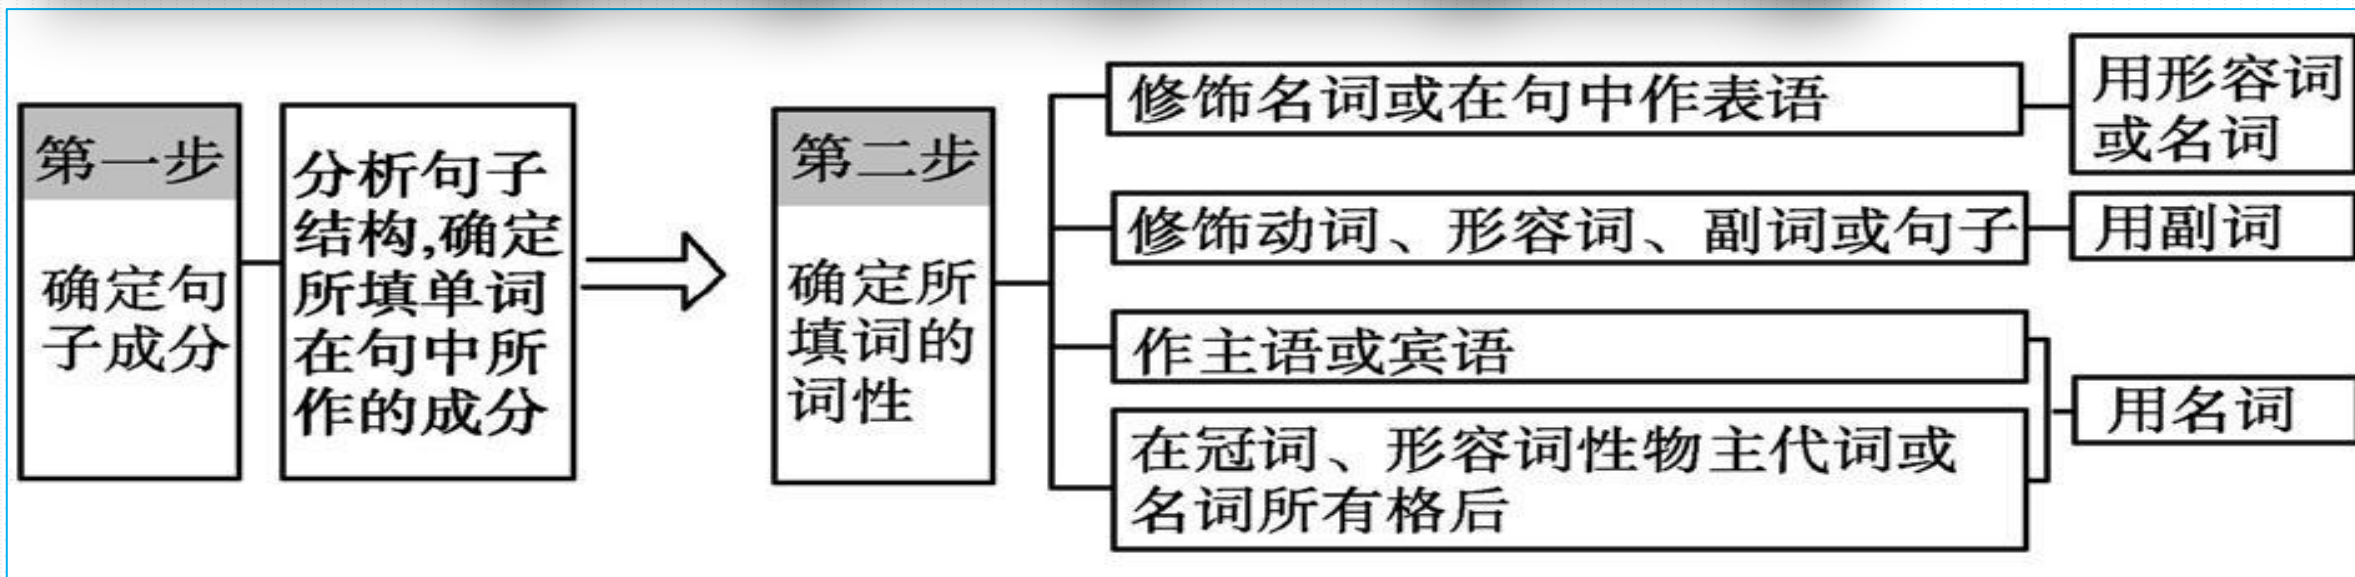 第一步
确定句
子成分
分析句子
结构,确定
所填单词
在句中所
作的成分
第二步
确定所
填词的
词性
修饰名词或在句中作表语
用形容词
或名词
修饰动词、形容词、副词或句子
用副词
作主语或宾语
在冠词、形容词性物主代词或
名词所有格后
用名词